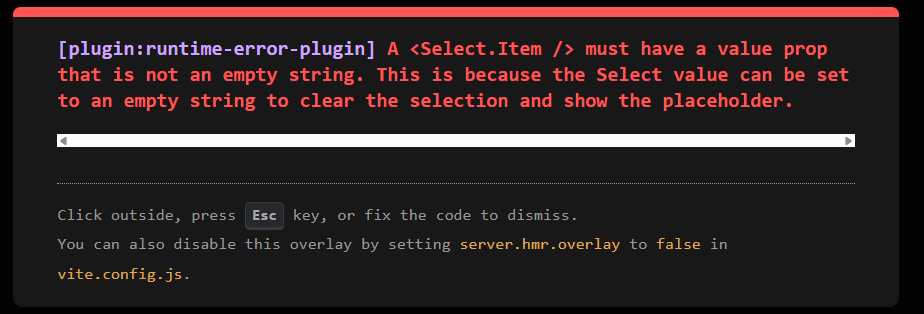 [plugin:runtime-error-plugin] A <Select.Item /> must have a value prop
that is not an empty string. This is because the Select value can be set
to an empty string to clear the selection and show the placeholder.
Click outside, press Esc key, or fix the code to dismiss.
You can also disable this overlay by setting server.hmr.overlay to false in
vite.config.js.